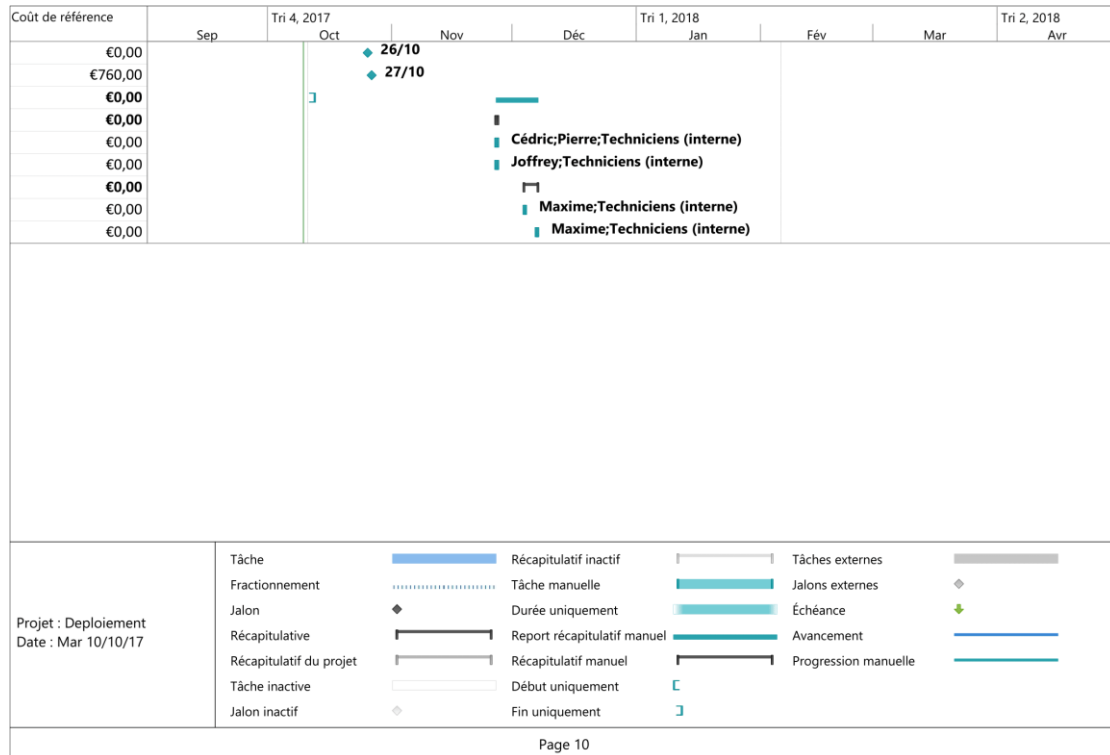 Coût de référence Tri 4, 2017 Tri 1, 2018 Tri 2, 2018
Sep Oct Nov Déc Jan Fév Mar Avr
€0,00 26/10
€760,00 27/10
€0,00
€0,00
€0,00 Cédric;Pierre;Techniciens (interne)
€0,00 Joffrey;Techniciens (interne)
€0,00
€0,00 Maxime;Techniciens (interne)
€0,00 Maxime;Techniciens (interne)
Projet : Deploiement
Date : Mar 10/10/17
Tâche
Fractionnement
Jalon
Récapitulative
Récapitulatif du projet
Tâche inactive
Jalon inactif
Récapitulatif inactif
Tâche manuelle
Durée uniquement
Report récapitulatif manuel
Récapitulatif manuel
Début uniquement
Fin uniquement
Tâches externes
Jalons externes
Échéance
Avancement
Progression manuelle
Page 10